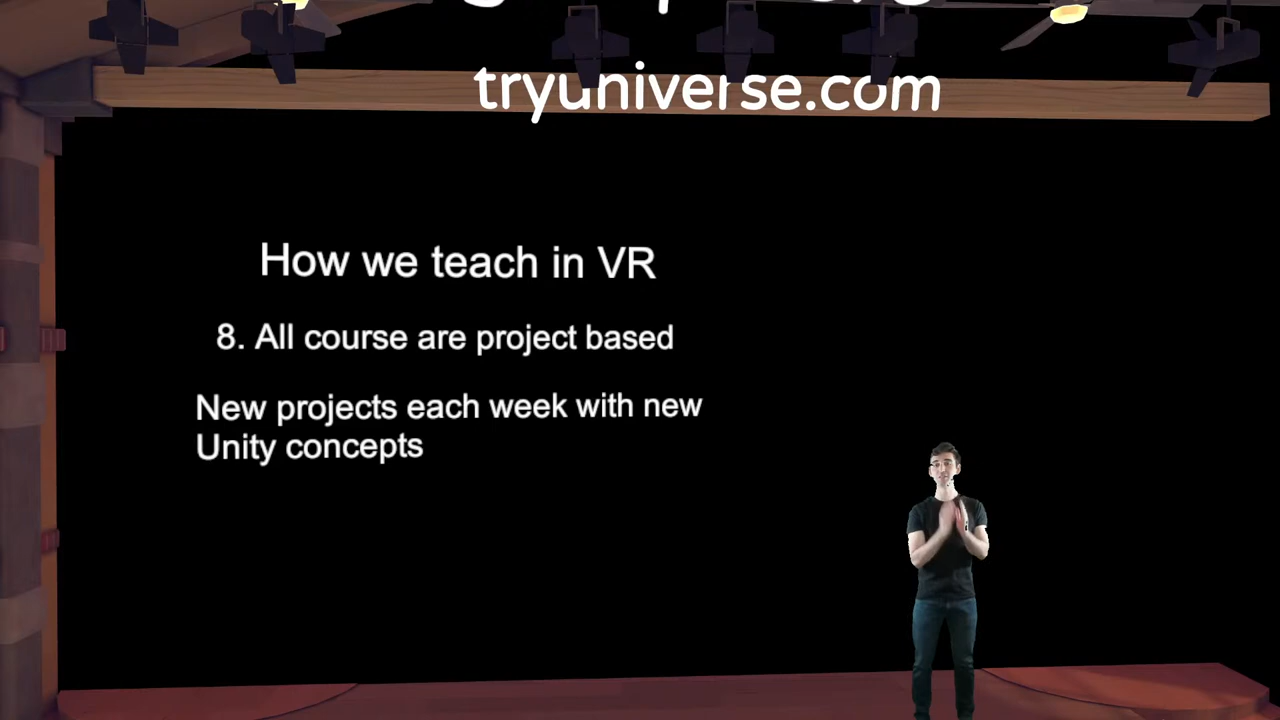 tryuniverse.com
How we teach in VR
8. All course are project based
New projects each week with new
Unity concepts